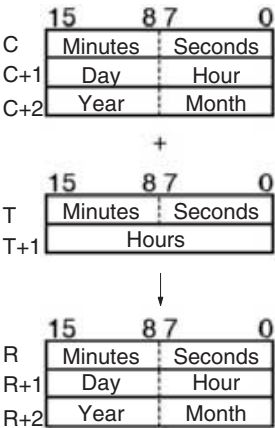 15 8 7 0
C Minutes Seconds
C+1 Day Hour
C+2 Year Month
+
15 8 7 0
T Minutes Seconds
T+1 Hours
15 8 7 0
R Minutes Seconds
R+1 Day Hour
R+2 Year Month